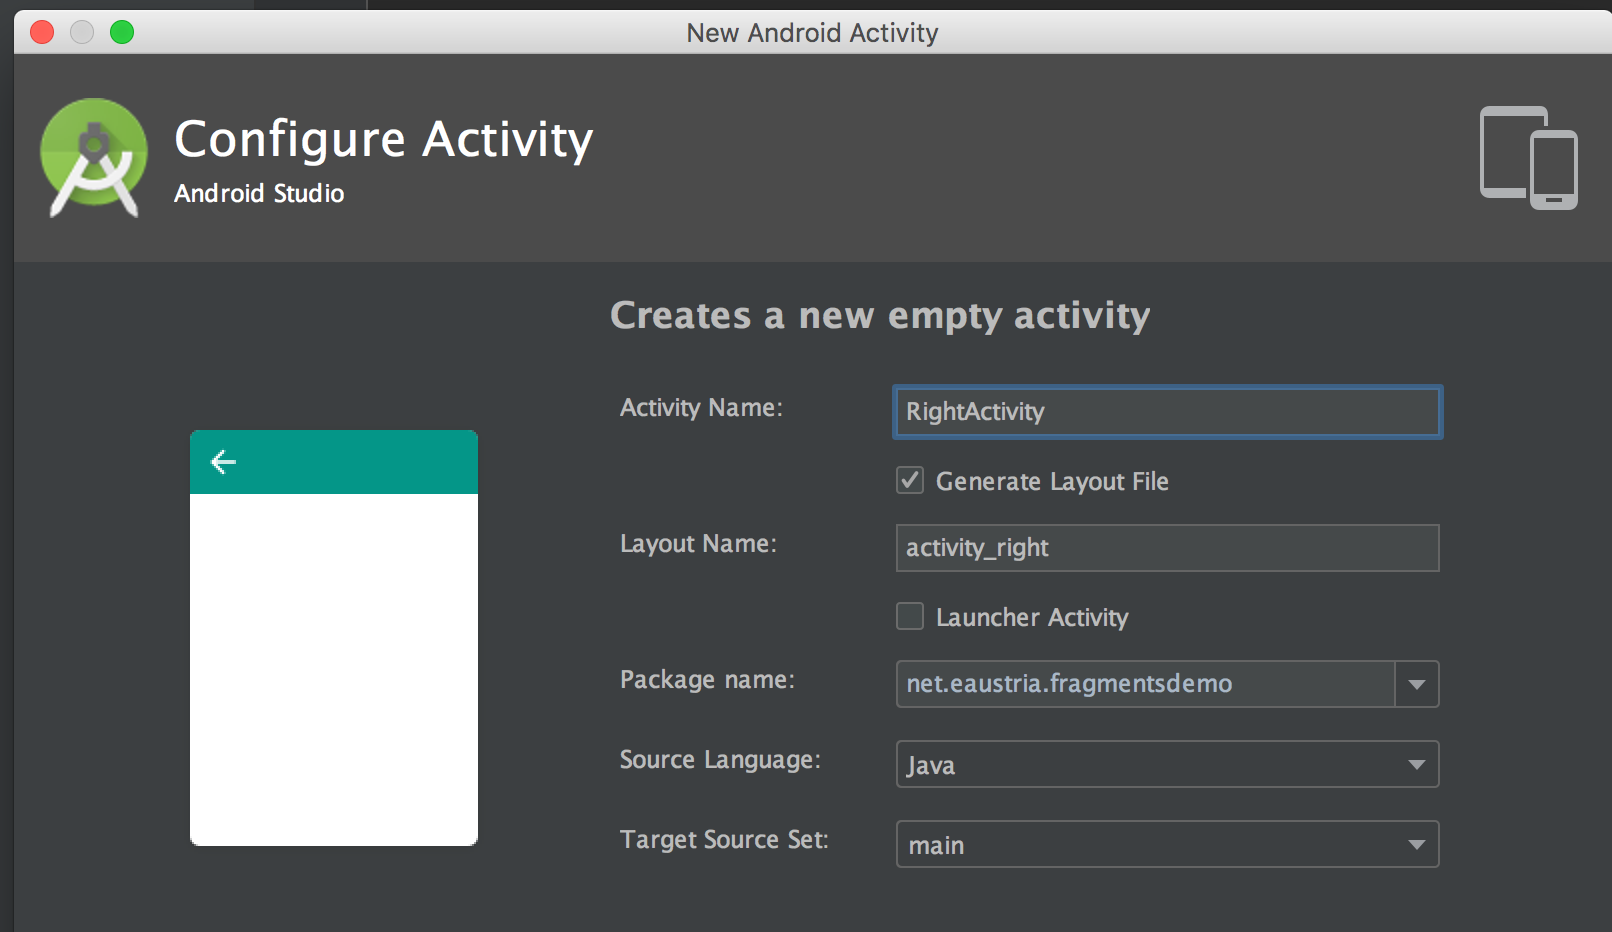 New Android Activity
Configure Activity
Android Studio
Creates a new empty activity
Activity Name: RightActivity
Generate Layout File
Layout Name: activity_right
Launcher Activity
Package name: net.eaustria.fragmentsdemo
Source Language: Java
Target Source Set: main